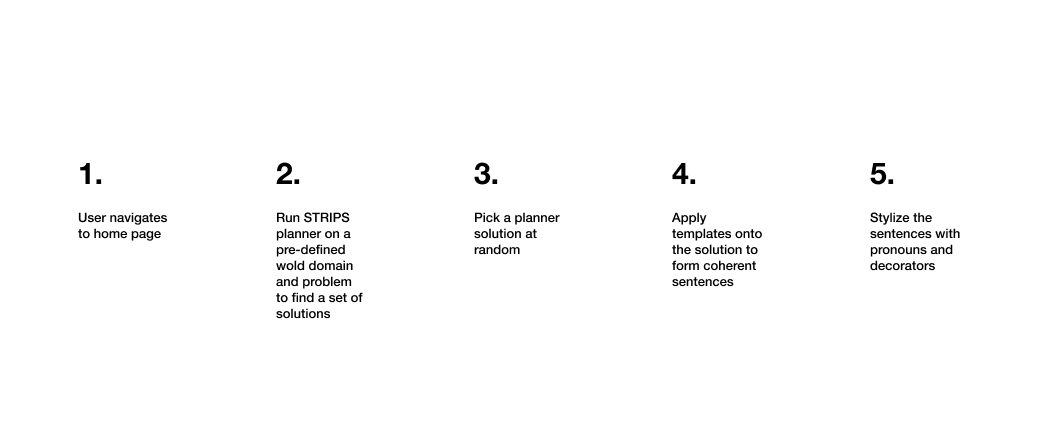 1.
User navigates
to home page
2.
Run STRIPS
planner on a
pre-defined
wold domain
and problem
to find a set of
solutions
3.
Pick a planner
solution at
random
4.
Apply
templates onto
the solution to
form coherent
sentences
5.
Stylize the
sentences with
pronouns and
decorators